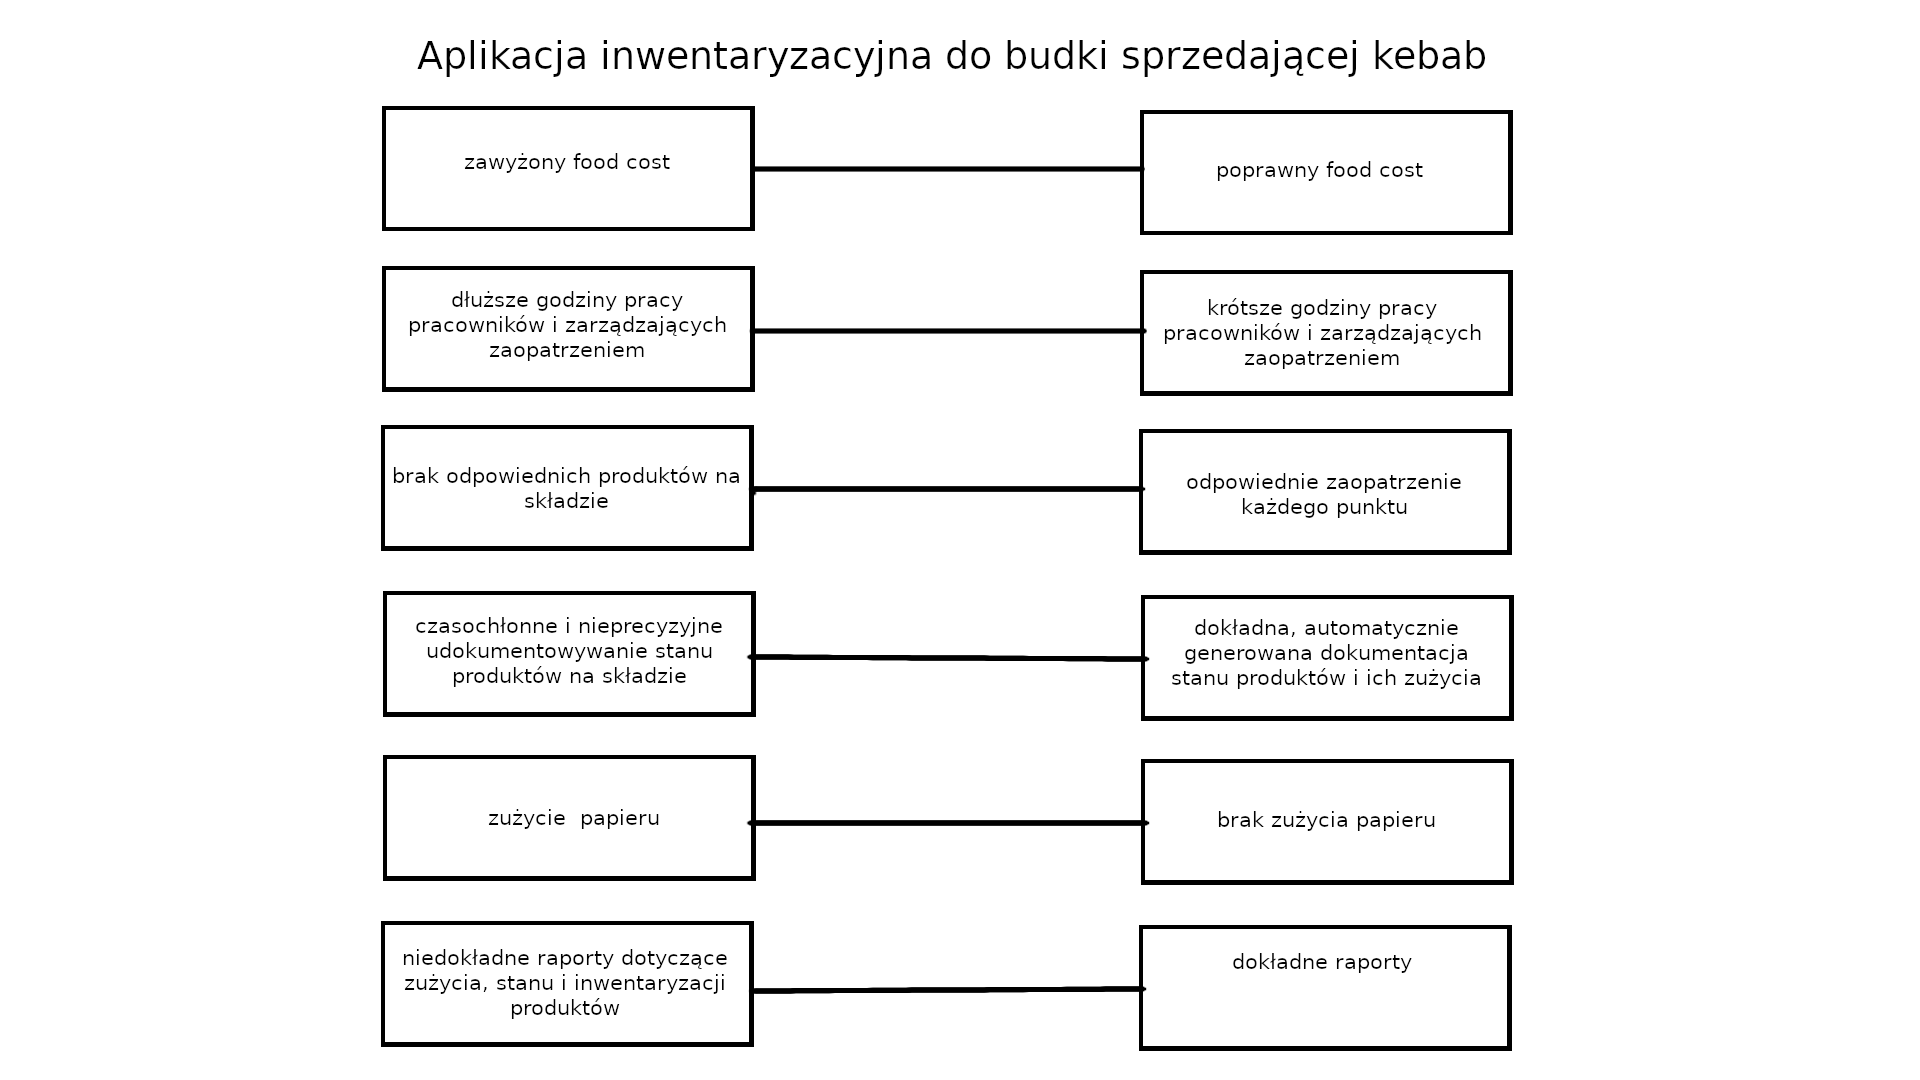 Aplikacja inwentaryzacyjna do budki sprzedającej kebab
zawyżony food cost
poprawny food cost
dłuższe godziny pracy
pracowników i zarządzających
zaopatrzeniem
krótsze godziny pracy
pracowników i zarządzających
zaopatrzeniem
brak odpowiednich produktów na
składzie
odpowiednie zaopatrzenie
każdego punktu
czasochłonne i nieprecyzyjne
udokumentowywanie stanu
produktów na składzie
dokładna, automatycznie
generowana dokumentacja
stanu produktów i ich zużycia
zużycie  papieru
brak zużycia papieru
niedokładne raporty dotyczące
zużycia, stanu i inwentaryzacji
produktów
dokładne raporty